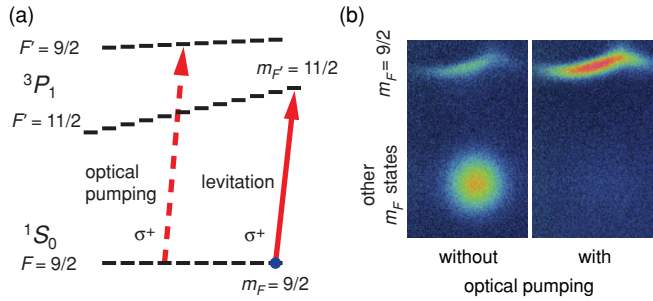 (a)
F' = 9/2
³P₁
m_F' = 11/2
F' = 11/2
optical
pumping
levitation
σ⁺
σ⁺
¹S₀
F = 9/2
m_F = 9/2
(b)
m_F = 9/2
other
m_F states
without
with
optical pumping